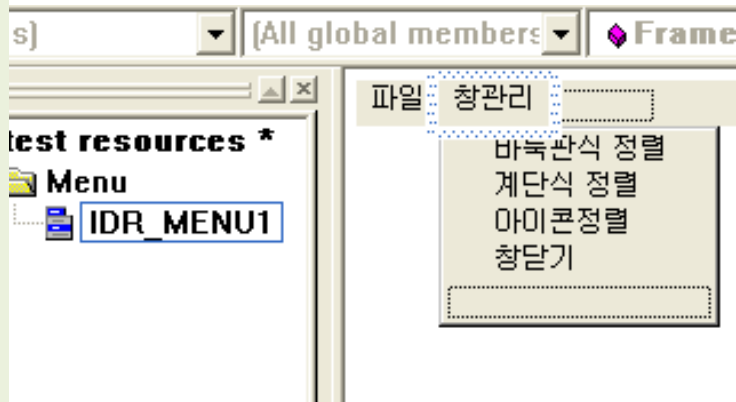 s) (All global members Frame
test resources *
Menu
IDR_MENU1
파일 창관리
바둑판식 정렬
계단식 정렬
아이콘정렬
창닫기